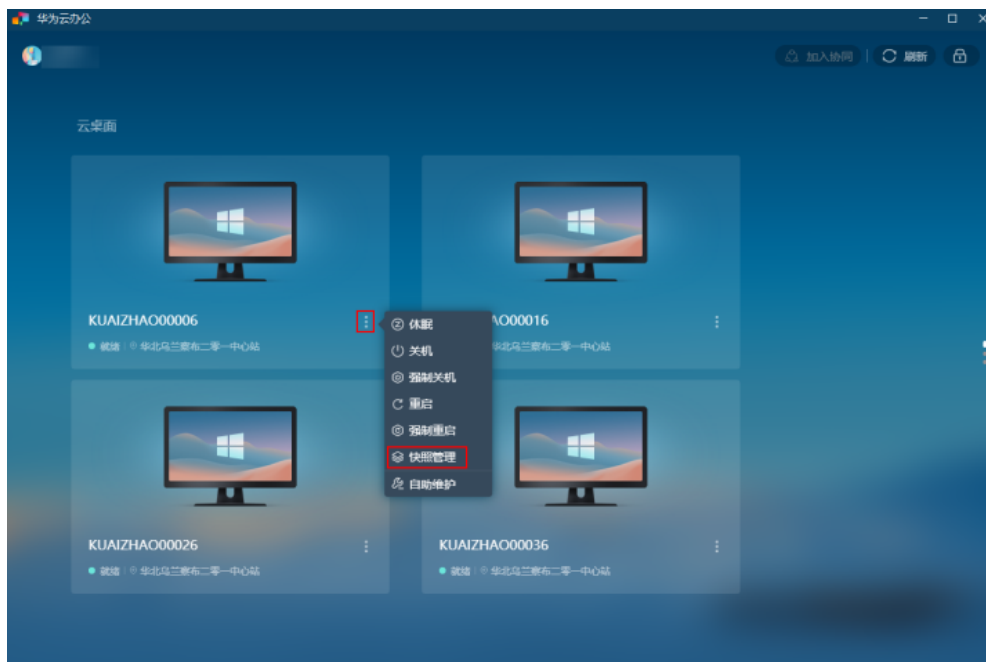 华为云办公
加入协同 刷新
云桌面
KUAIZHAO00006
就绪 华北乌兰察布二零一中心站
AO00016
华北乌兰察布二零一中心站
休眠
关机
强制关机
重启
强制重启
快照管理
自助维护
KUAIZHAO00026
就绪 华北乌兰察布二零一中心站
KUAIZHAO00036
就绪 华北乌兰察布二零一中心站